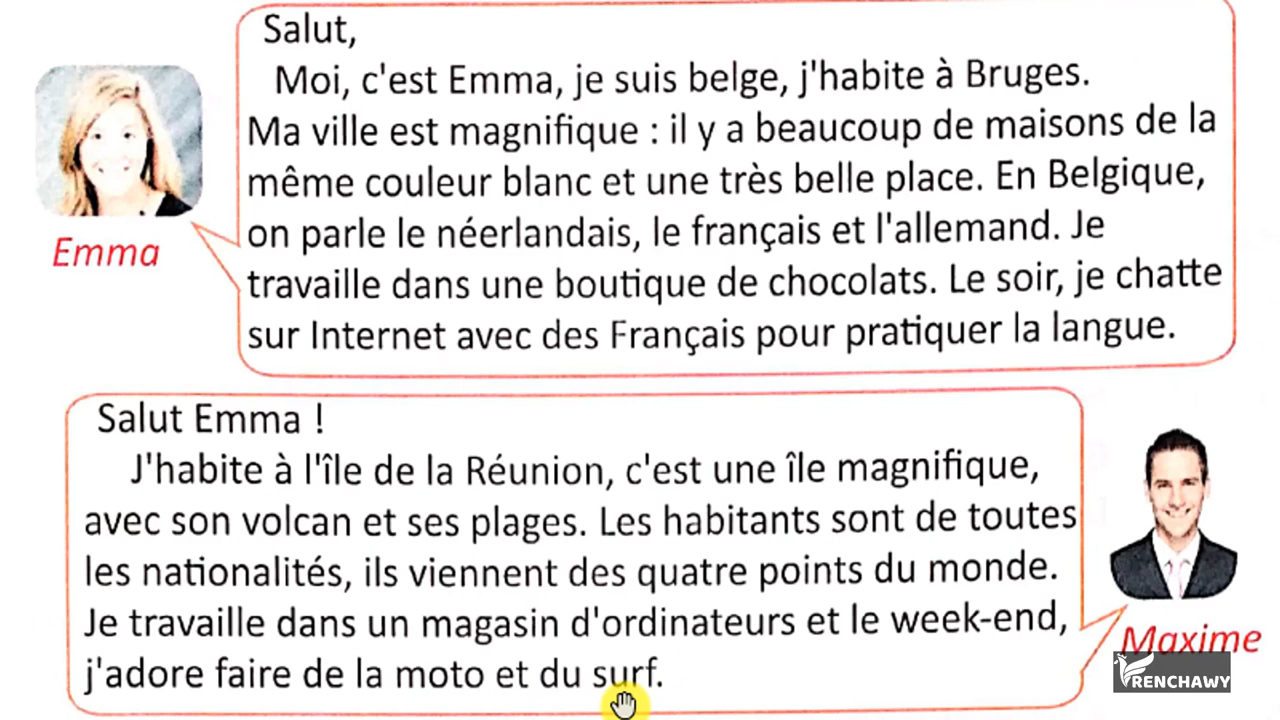 Salut,
Moi, c'est Emma, je suis belge, j'habite à Bruges.
Ma ville est magnifique : il y a beaucoup de maisons de la
même couleur blanc et une très belle place. En Belgique,
on parle le néerlandais, le français et l'allemand. Je
travaille dans une boutique de chocolats. Le soir, je chatte
sur Internet avec des Français pour pratiquer la langue.
Emma
Salut Emma !
J'habite à l'île de la Réunion, c'est une île magnifique,
avec son volcan et ses plages. Les habitants sont de toutes
les nationalités, ils viennent des quatre points du monde.
Je travaille dans un magasin d'ordinateurs et le week-end,
j'adore faire de la moto et du surf.
Maxime
RENCHAWY